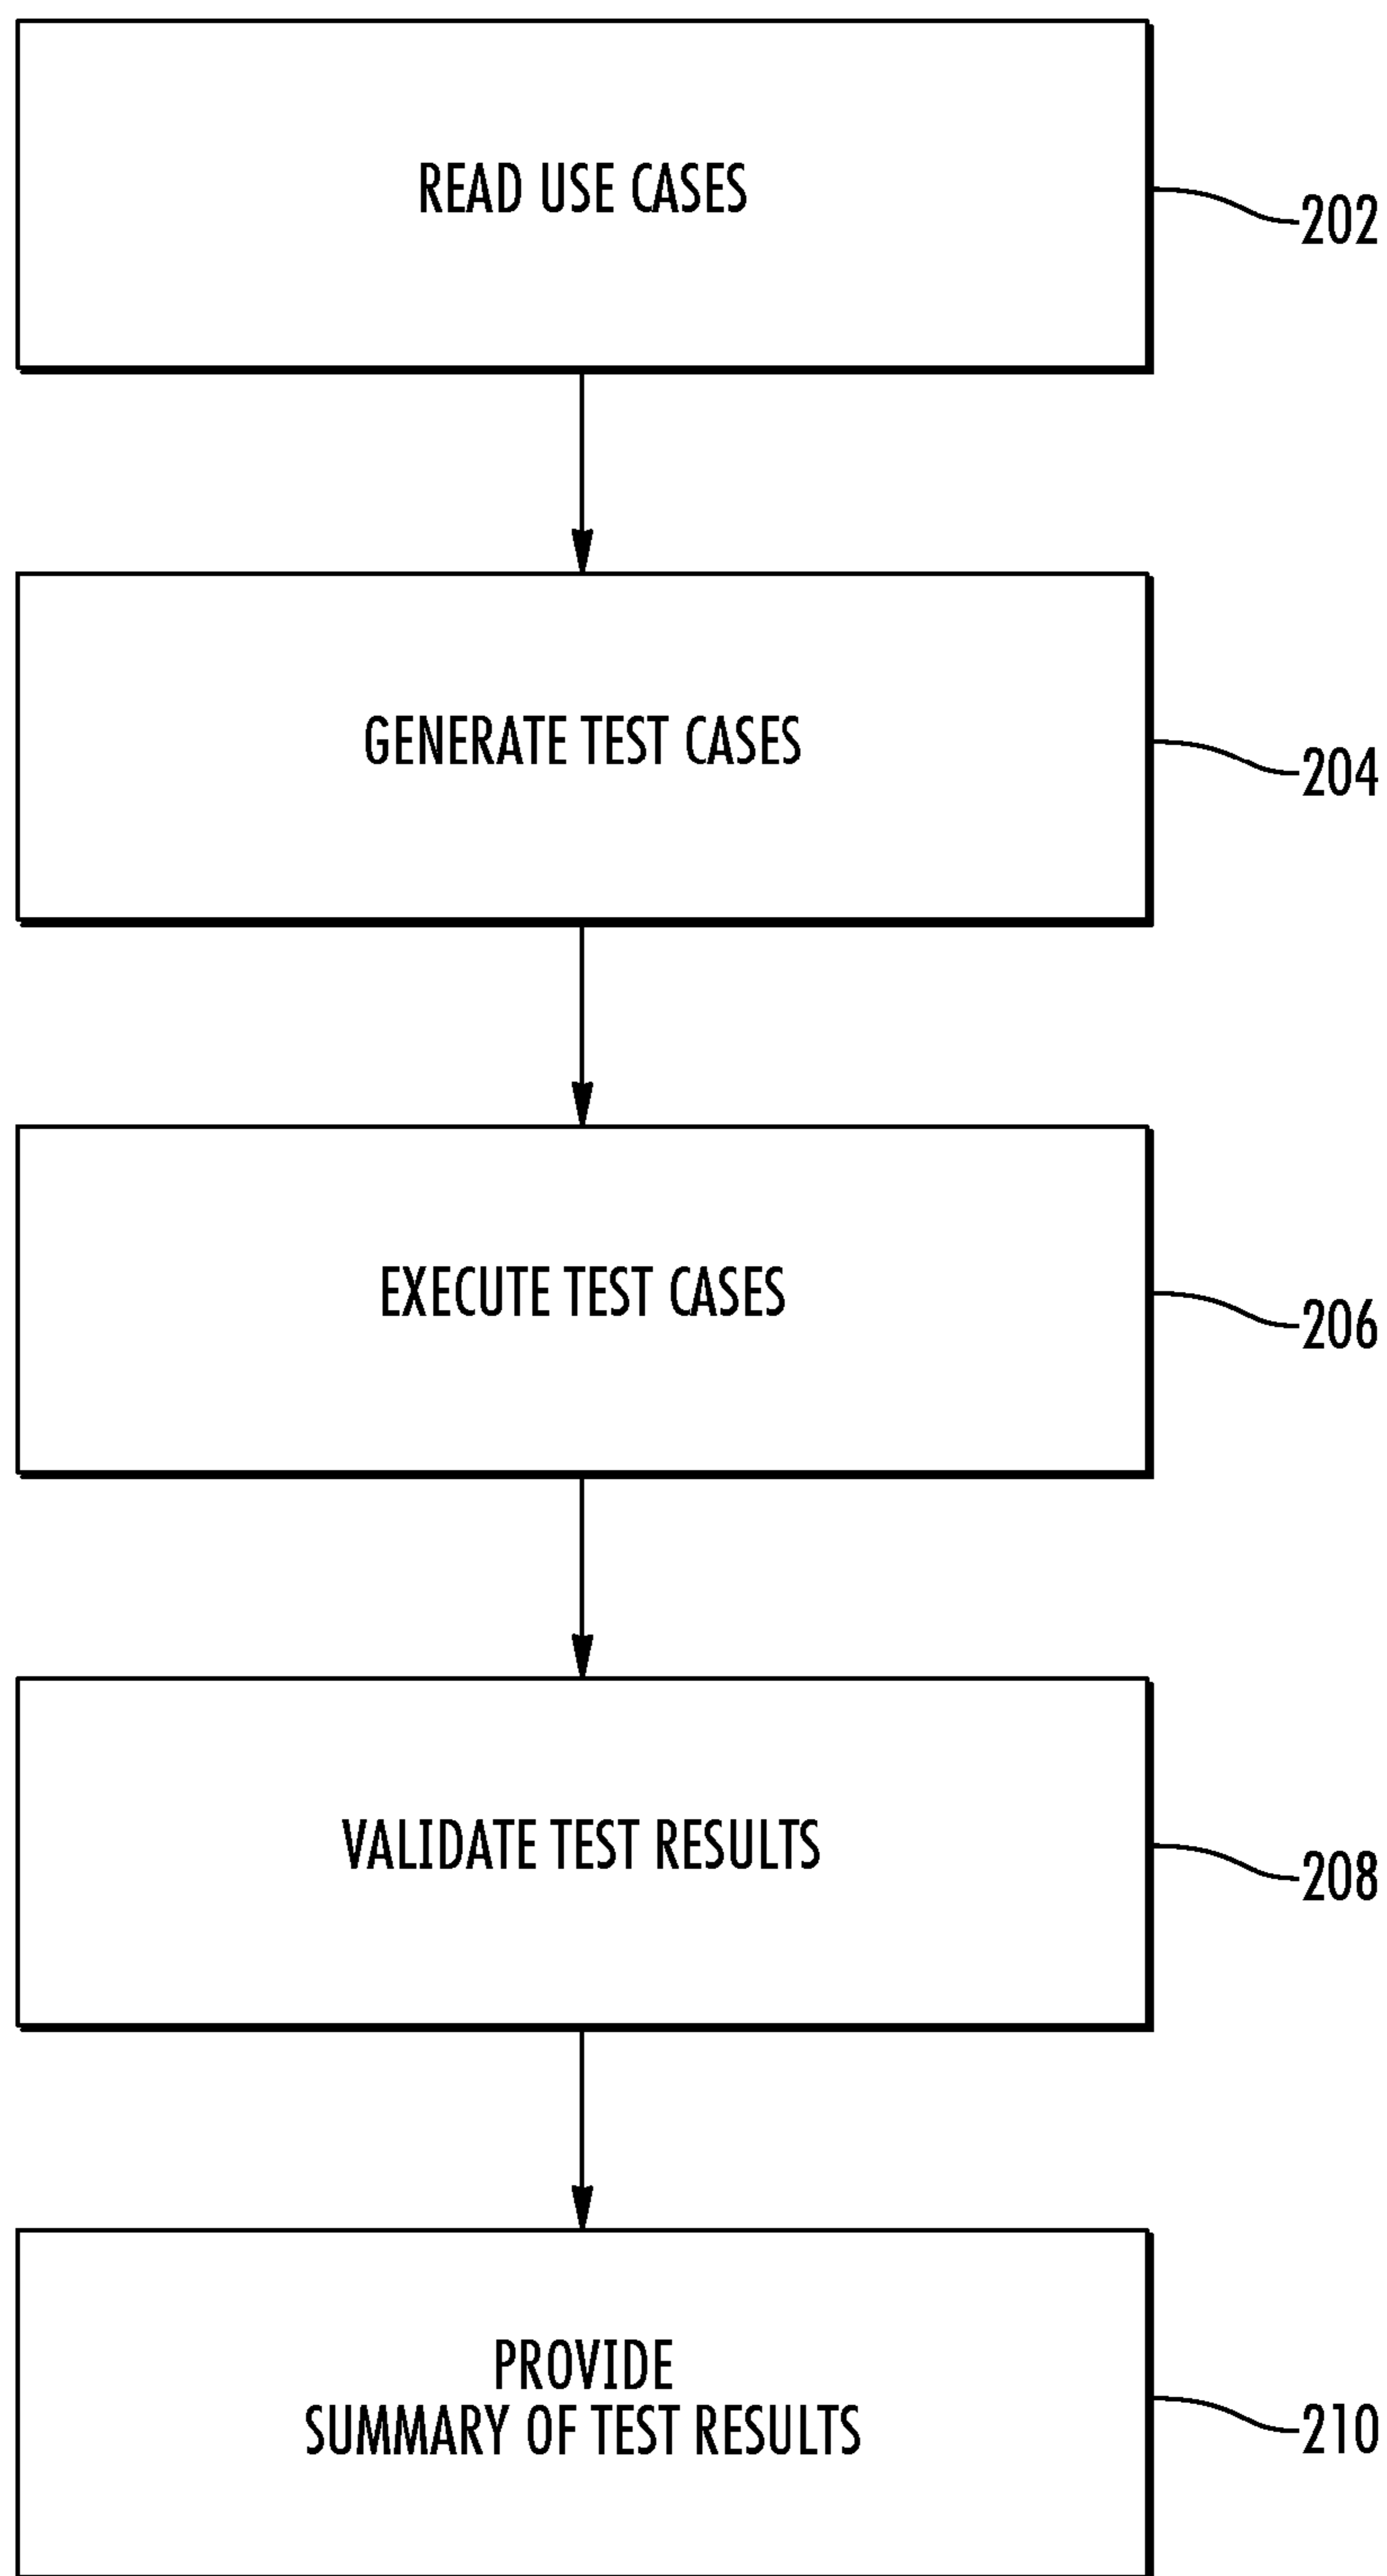 READ USE CASES
202
GENERATE TEST CASES
204
EXECUTE TEST CASES
206
VALIDATE TEST RESULTS
208
PROVIDE
SUMMARY OF TEST RESULTS
210